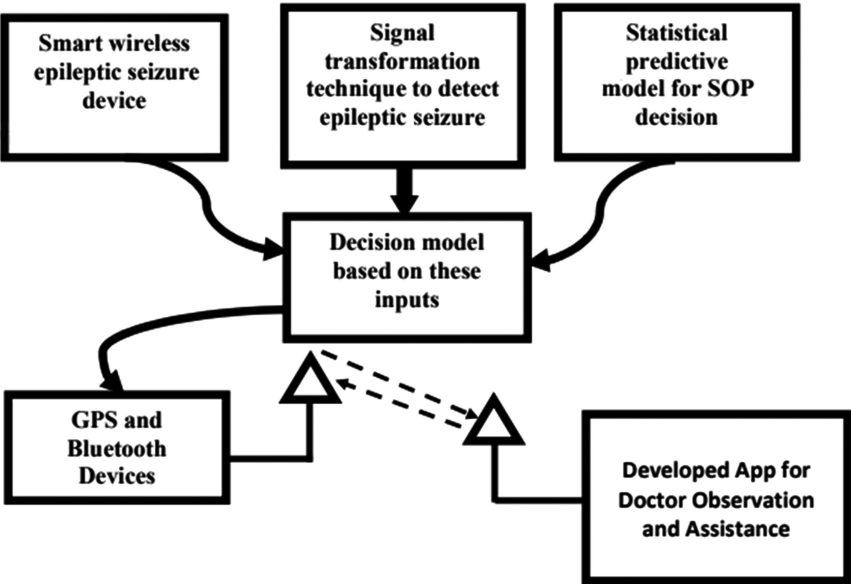 Smart wireless
epileptic seizure
device
Signal
transformation
technique to detect
epileptic seizure
Statistical
predictive
model for SOP
decision
Decision model
based on these
inputs
GPS and
Bluetooth
Devices
Developed App for
Doctor Observation
and Assistance